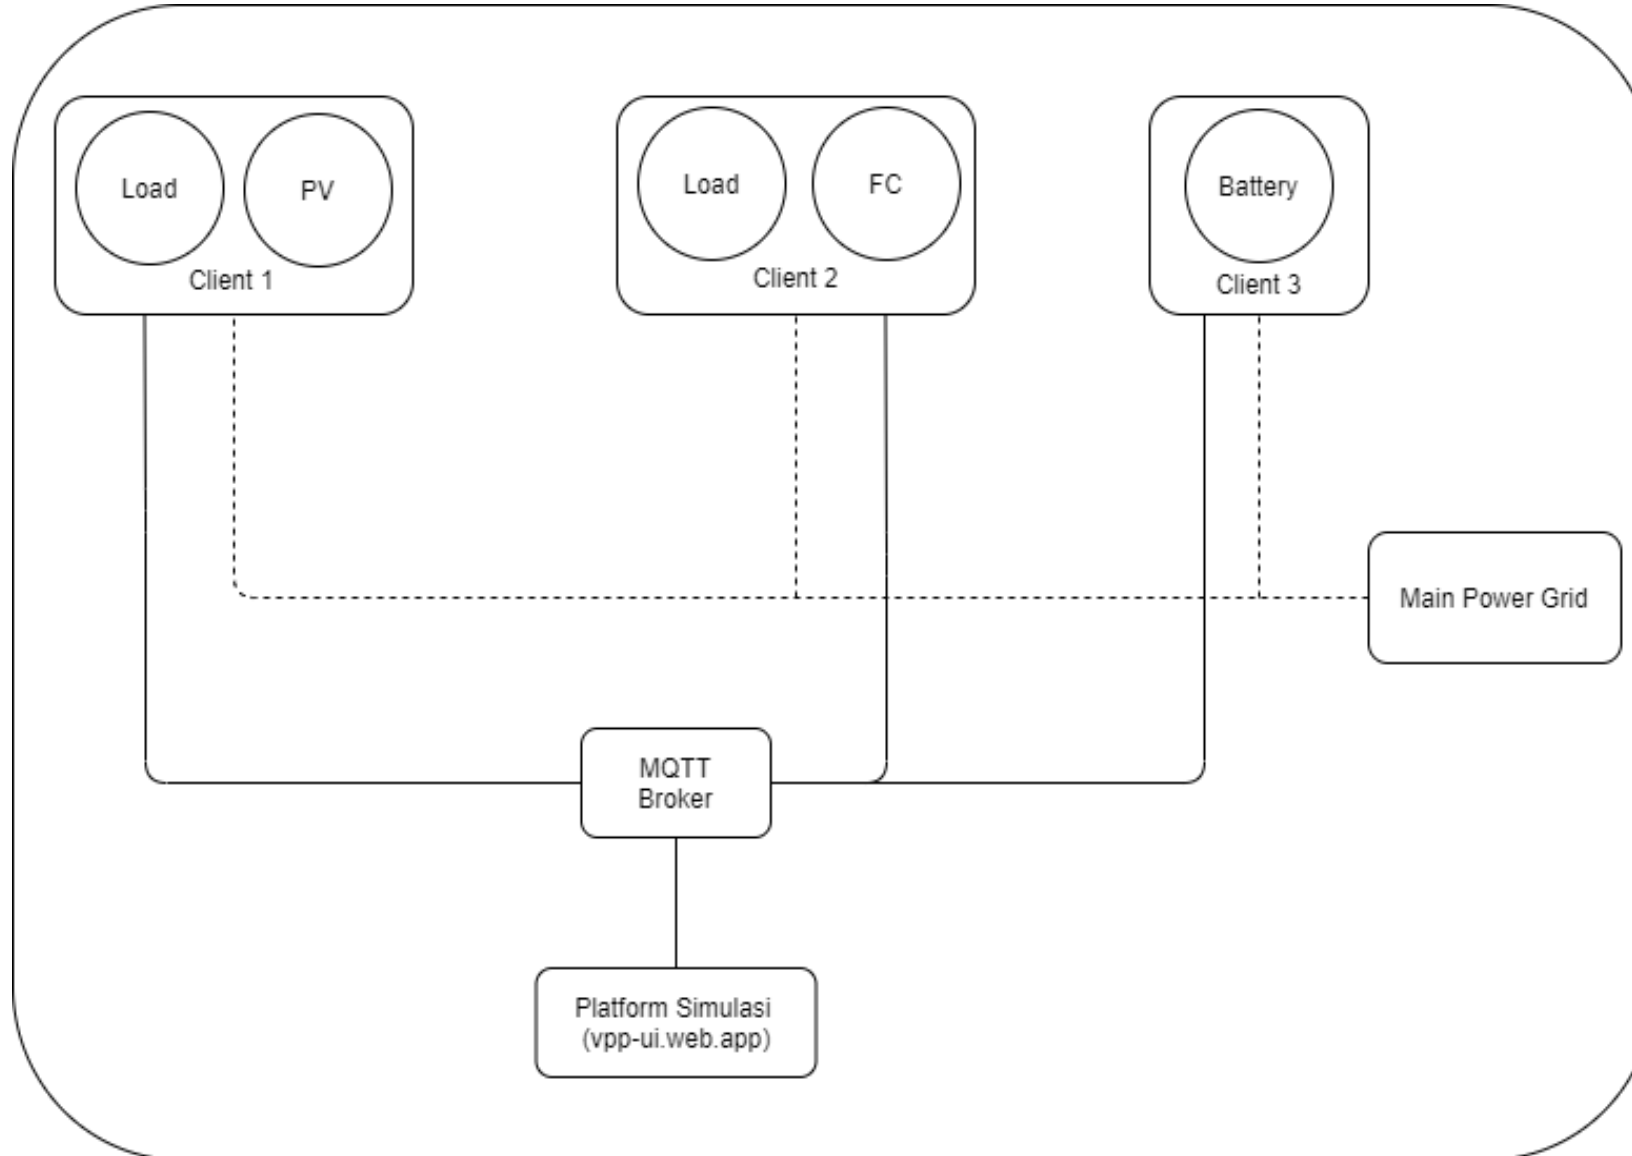 Load
PV
Client 1
Load
FC
Client 2
Battery
Client 3
Main Power Grid
MQTT
Broker
Platform Simulasi
(vpp-ui.web.app)